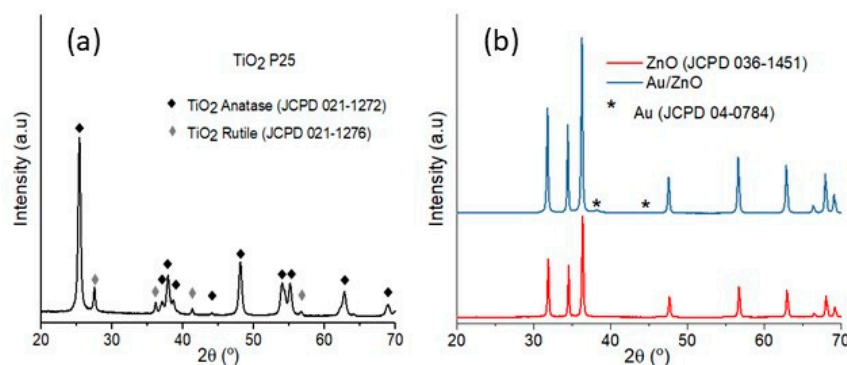 (a)
TiO2 P25
TiO2 Anatase (JCPD 021-1272)
TiO2 Rutile (JCPD 021-1276)
Intensity (a.u)
20 30 40 50 60 70
2θ (º)
(b)
ZnO (JCPD 036-1451)
Au/ZnO
* Au (JCPD 04-0784)
* *
Intensity (a.u)
20 30 40 50 60 70
2θ (º)